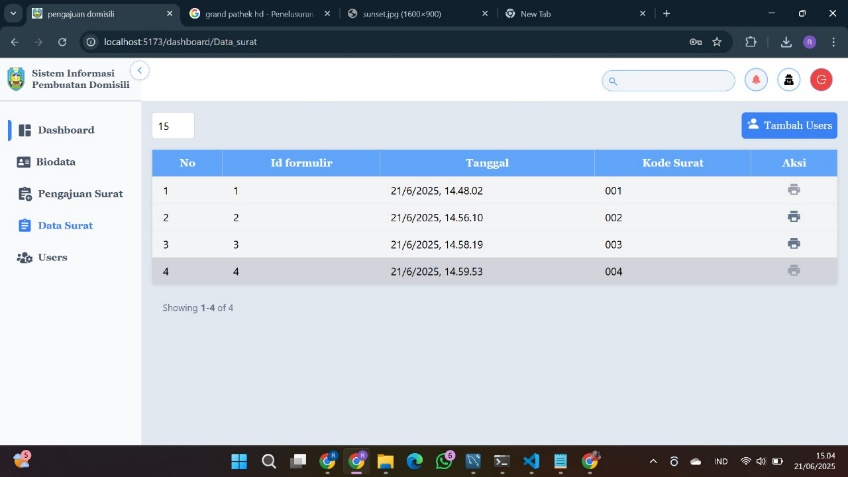 pengajuan domisili
grand pathek hd - Penelusuran
sunset.jpg (1600×900)
New Tab
localhost:5173/dashboard/Data_surat
Sistem Informasi
Pembuatan Domisili
G
Dashboard
Biodata
Pengajuan Surat
Data Surat
Users
15
Tambah Users
No Id formulir Tanggal Kode Surat Aksi
1 1 21/6/2025, 14.48.02 001
2 2 21/6/2025, 14.56.10 002
3 3 21/6/2025, 14.58.19 003
4 4 21/6/2025, 14.59.53 004
Showing 1-4 of 4
IND
15.04
21/06/2025